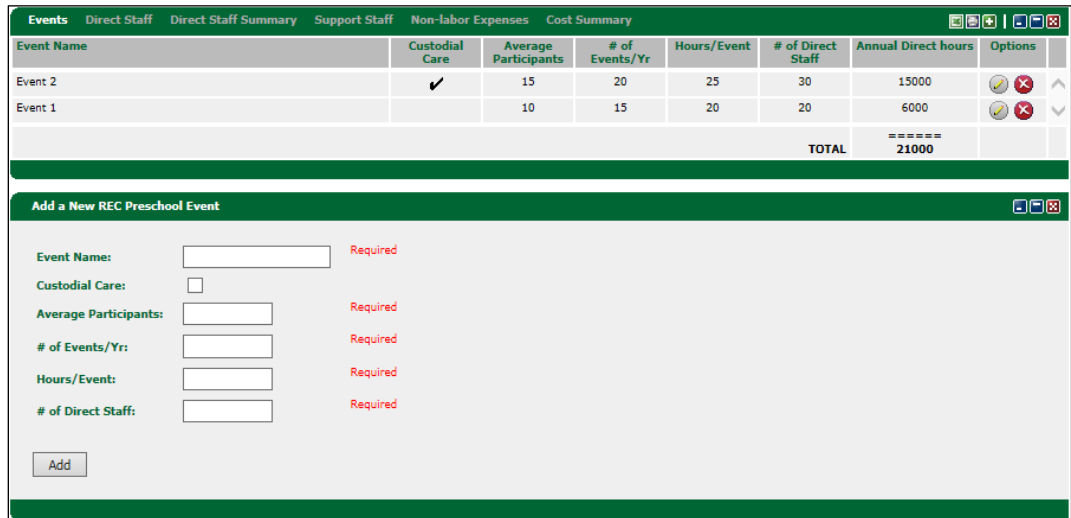 Events Direct Staff Direct Staff Summary Support Staff Non-labor Expenses Cost Summary
Event Name Custodial Care Average Participants # of Events/Yr Hours/Event # of Direct Staff Annual Direct hours Options
Event 2 ✔ 15 20 25 30 15000
Event 1 10 15 20 20 6000
======
TOTAL 21000
Add a New REC Preschool Event
Event Name: Required
Custodial Care:
Average Participants: Required
# of Events/Yr: Required
Hours/Event: Required
# of Direct Staff: Required
Add